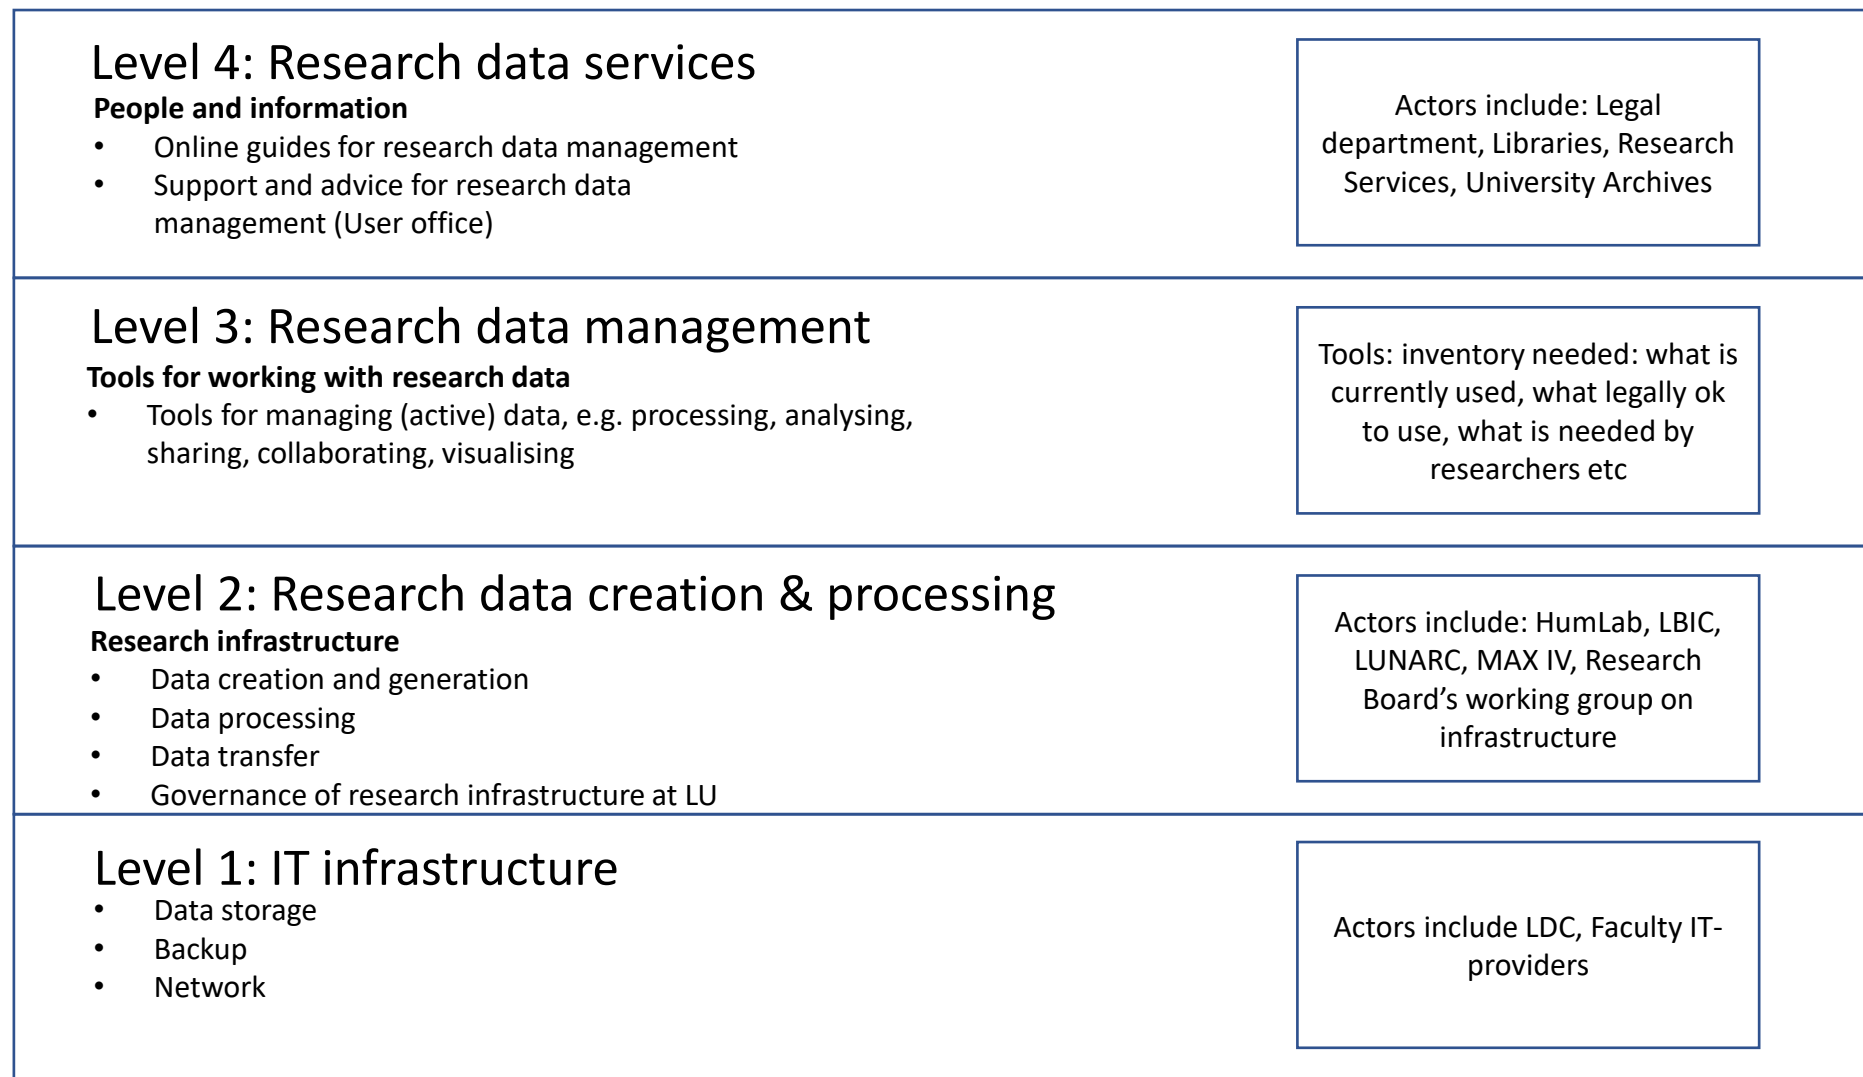 Level 4: Research data services
People and information
• Online guides for research data management
• Support and advice for research data
management (User office)
Actors include: Legal
department, Libraries, Research
Services, University Archives
Level 3: Research data management
Tools for working with research data
• Tools for managing (active) data, e.g. processing, analysing,
sharing, collaborating, visualising
Tools: inventory needed: what is
currently used, what legally ok
to use, what is needed by
researchers etc
Level 2: Research data creation & processing
Research infrastructure
• Data creation and generation
• Data processing
• Data transfer
• Governance of research infrastructure at LU
Actors include: HumLab, LBIC,
LUNARC, MAX IV, Research
Board’s working group on
infrastructure
Level 1: IT infrastructure
• Data storage
• Backup
• Network
Actors include LDC, Faculty IT-
providers